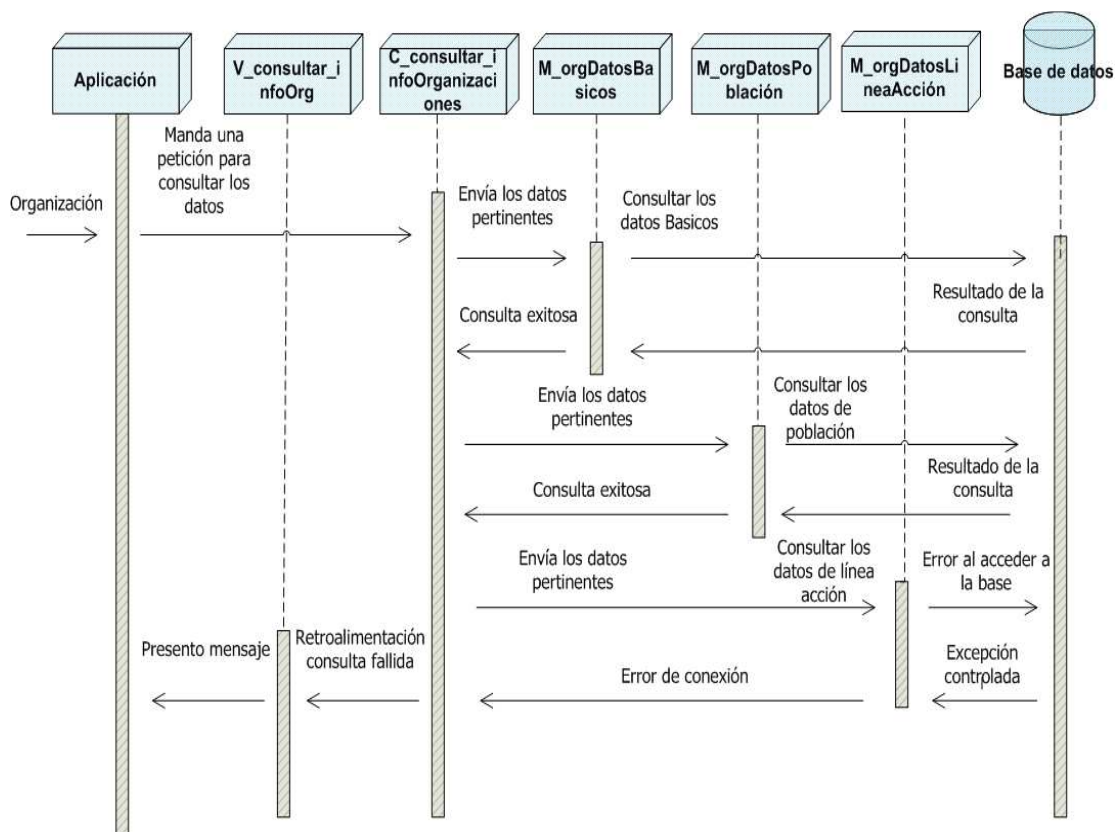 Aplicación
V_consultar_i
nfoOrg
C_consultar_i
nfoOrganizaci
ones
M_orgDatosBa
sicos
M_orgDatosPo
blación
M_orgDatosLi
neaAcción
Base de datos
Organización
Manda una
petición para
consultar los
datos
Envía los datos
pertinentes
Consultar los
datos Basicos
Consulta exitosa
Resultado de la
consulta
Envía los datos
pertinentes
Consultar los
datos de
población
Consulta exitosa
Resultado de la
consulta
Envía los datos
pertinentes
Consultar los
datos de línea
acción
Error al acceder a
la base
Presento mensaje
Retroalimentación
consulta fallida
Error de conexión
Excepción
contrplada